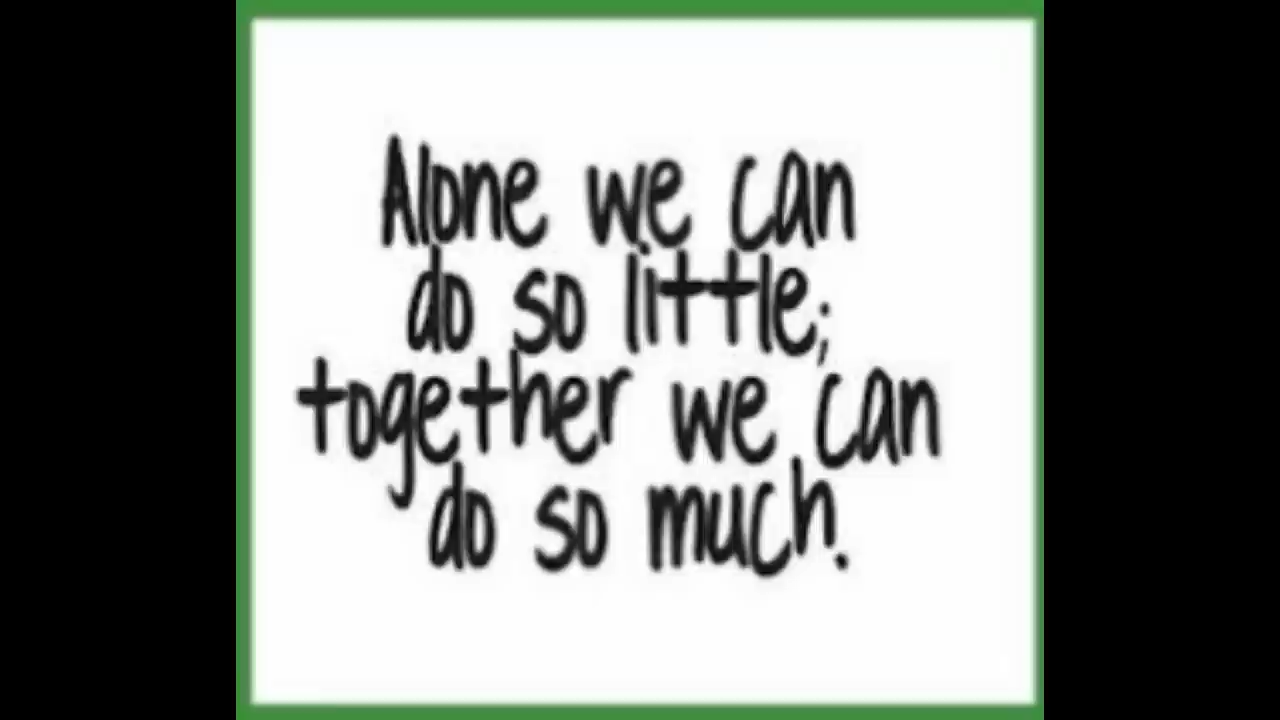 Alone we can
do so little;
together we can
do so much.